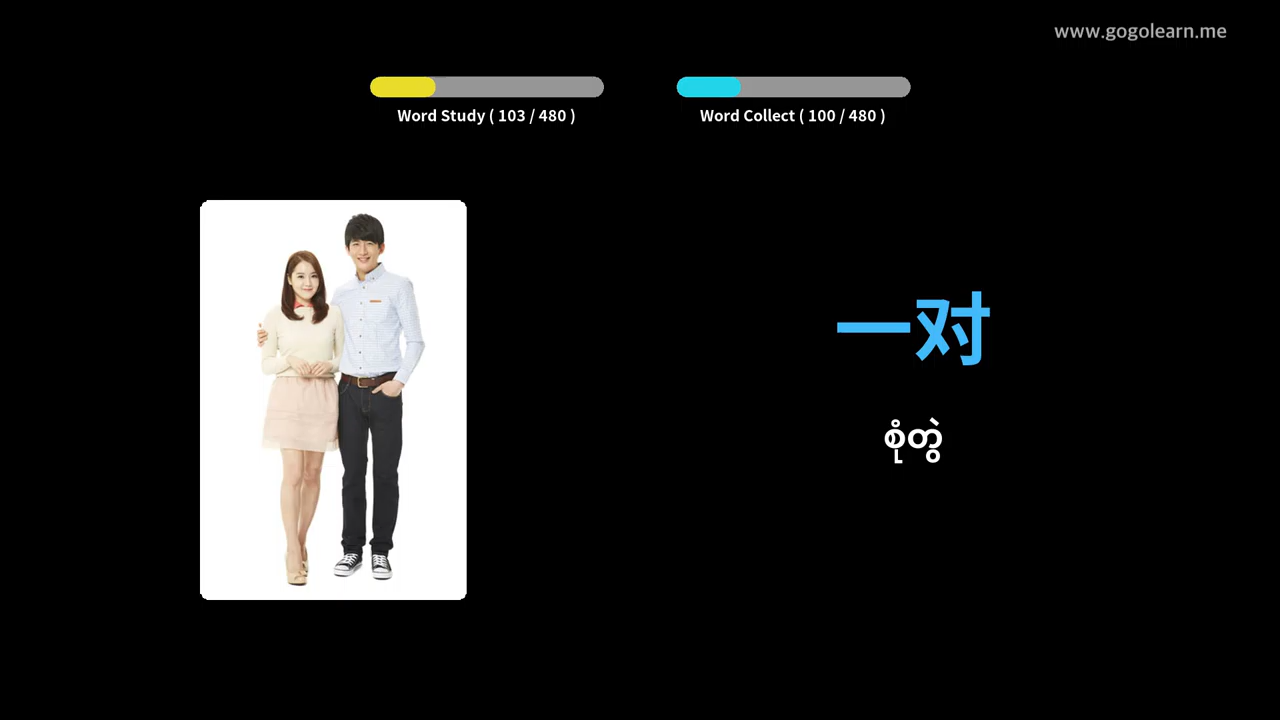 www.gogolearn.me
Word Study ( 103 / 480 )
Word Collect ( 100 / 480 )
一对
စုံတွဲ